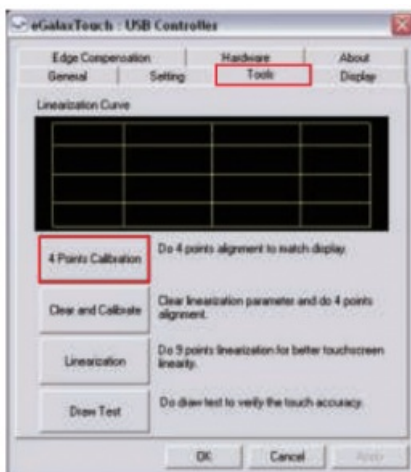 eGalaxTouch : USB Controller
Edge Compensation Hardware About
General Setting Tools Display
Linearization Curve
4 Points Calibration
Do 4 points alignment to match display.
Clear and Calibrate
Clear linearization parameter and do 4 points
alignment.
Linearization
Do 9 points linearization for better touchscreen
linearity.
Draw Test
Do draw test to verify the touch accuracy.
OK Cancel Apply